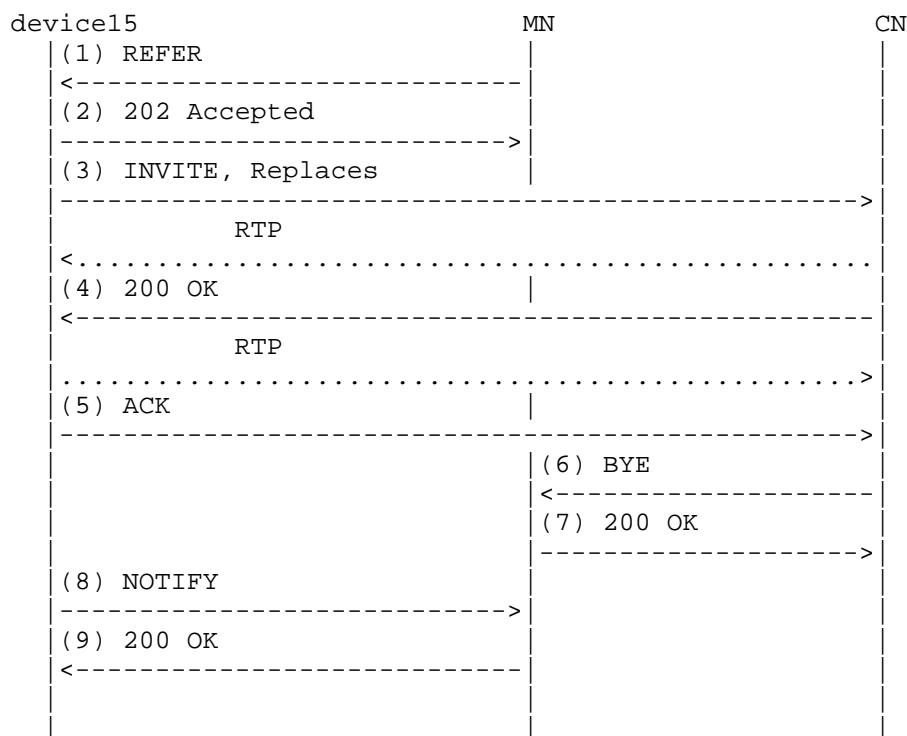 device15 MN CN
(1) REFER
(2) 202 Accepted
(3) INVITE, Replaces
RTP
(4) 200 OK
RTP
(5) ACK
(6) BYE
(7) 200 OK
(8) NOTIFY
(9) 200 OK